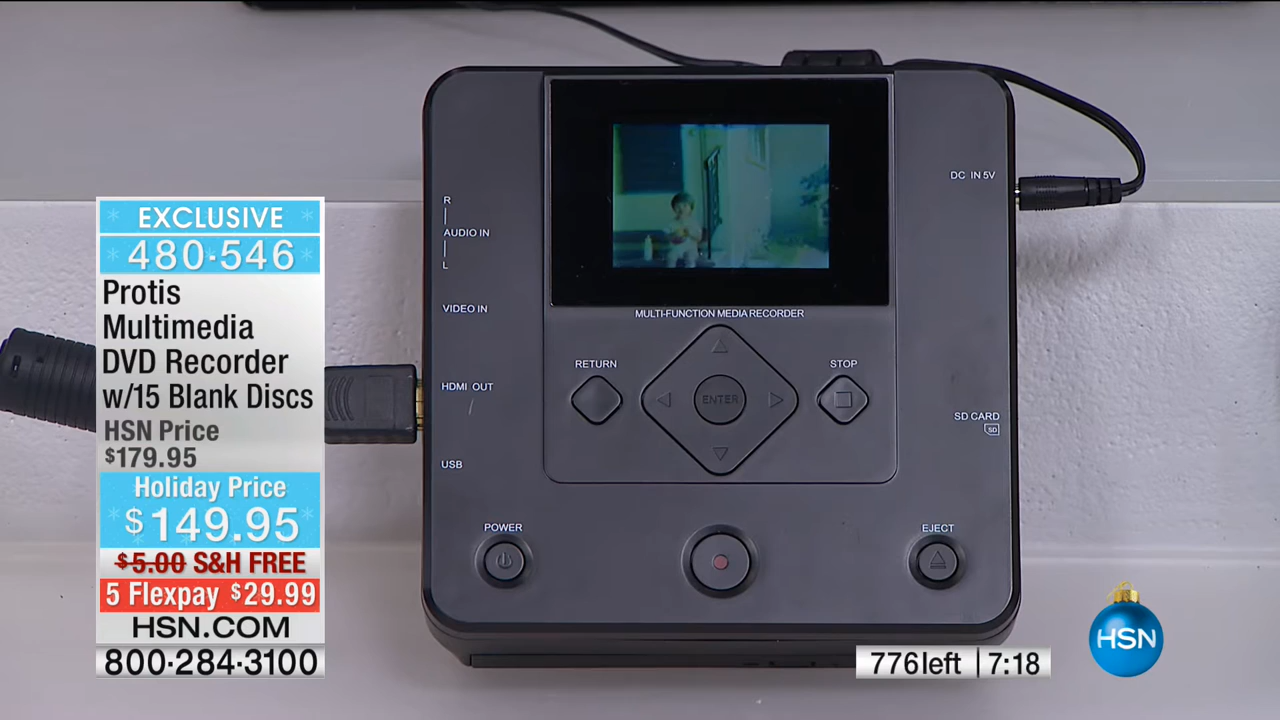 EXCLUSIVE
480·546
Protis
Multimedia
DVD Recorder
w/15 Blank Discs
HSN Price
$179.95
Holiday Price
$149.95
$5.00 S&H FREE
5 Flexpay $29.99
HSN.COM
800·284·3100
R
AUDIO IN
L
VIDEO IN
HDMI OUT
USB
DC IN 5V
SD CARD
SD
MULTI-FUNCTION MEDIA RECORDER
RETURN
STOP
ENTER
POWER
EJECT
776left | 7:18
HSN